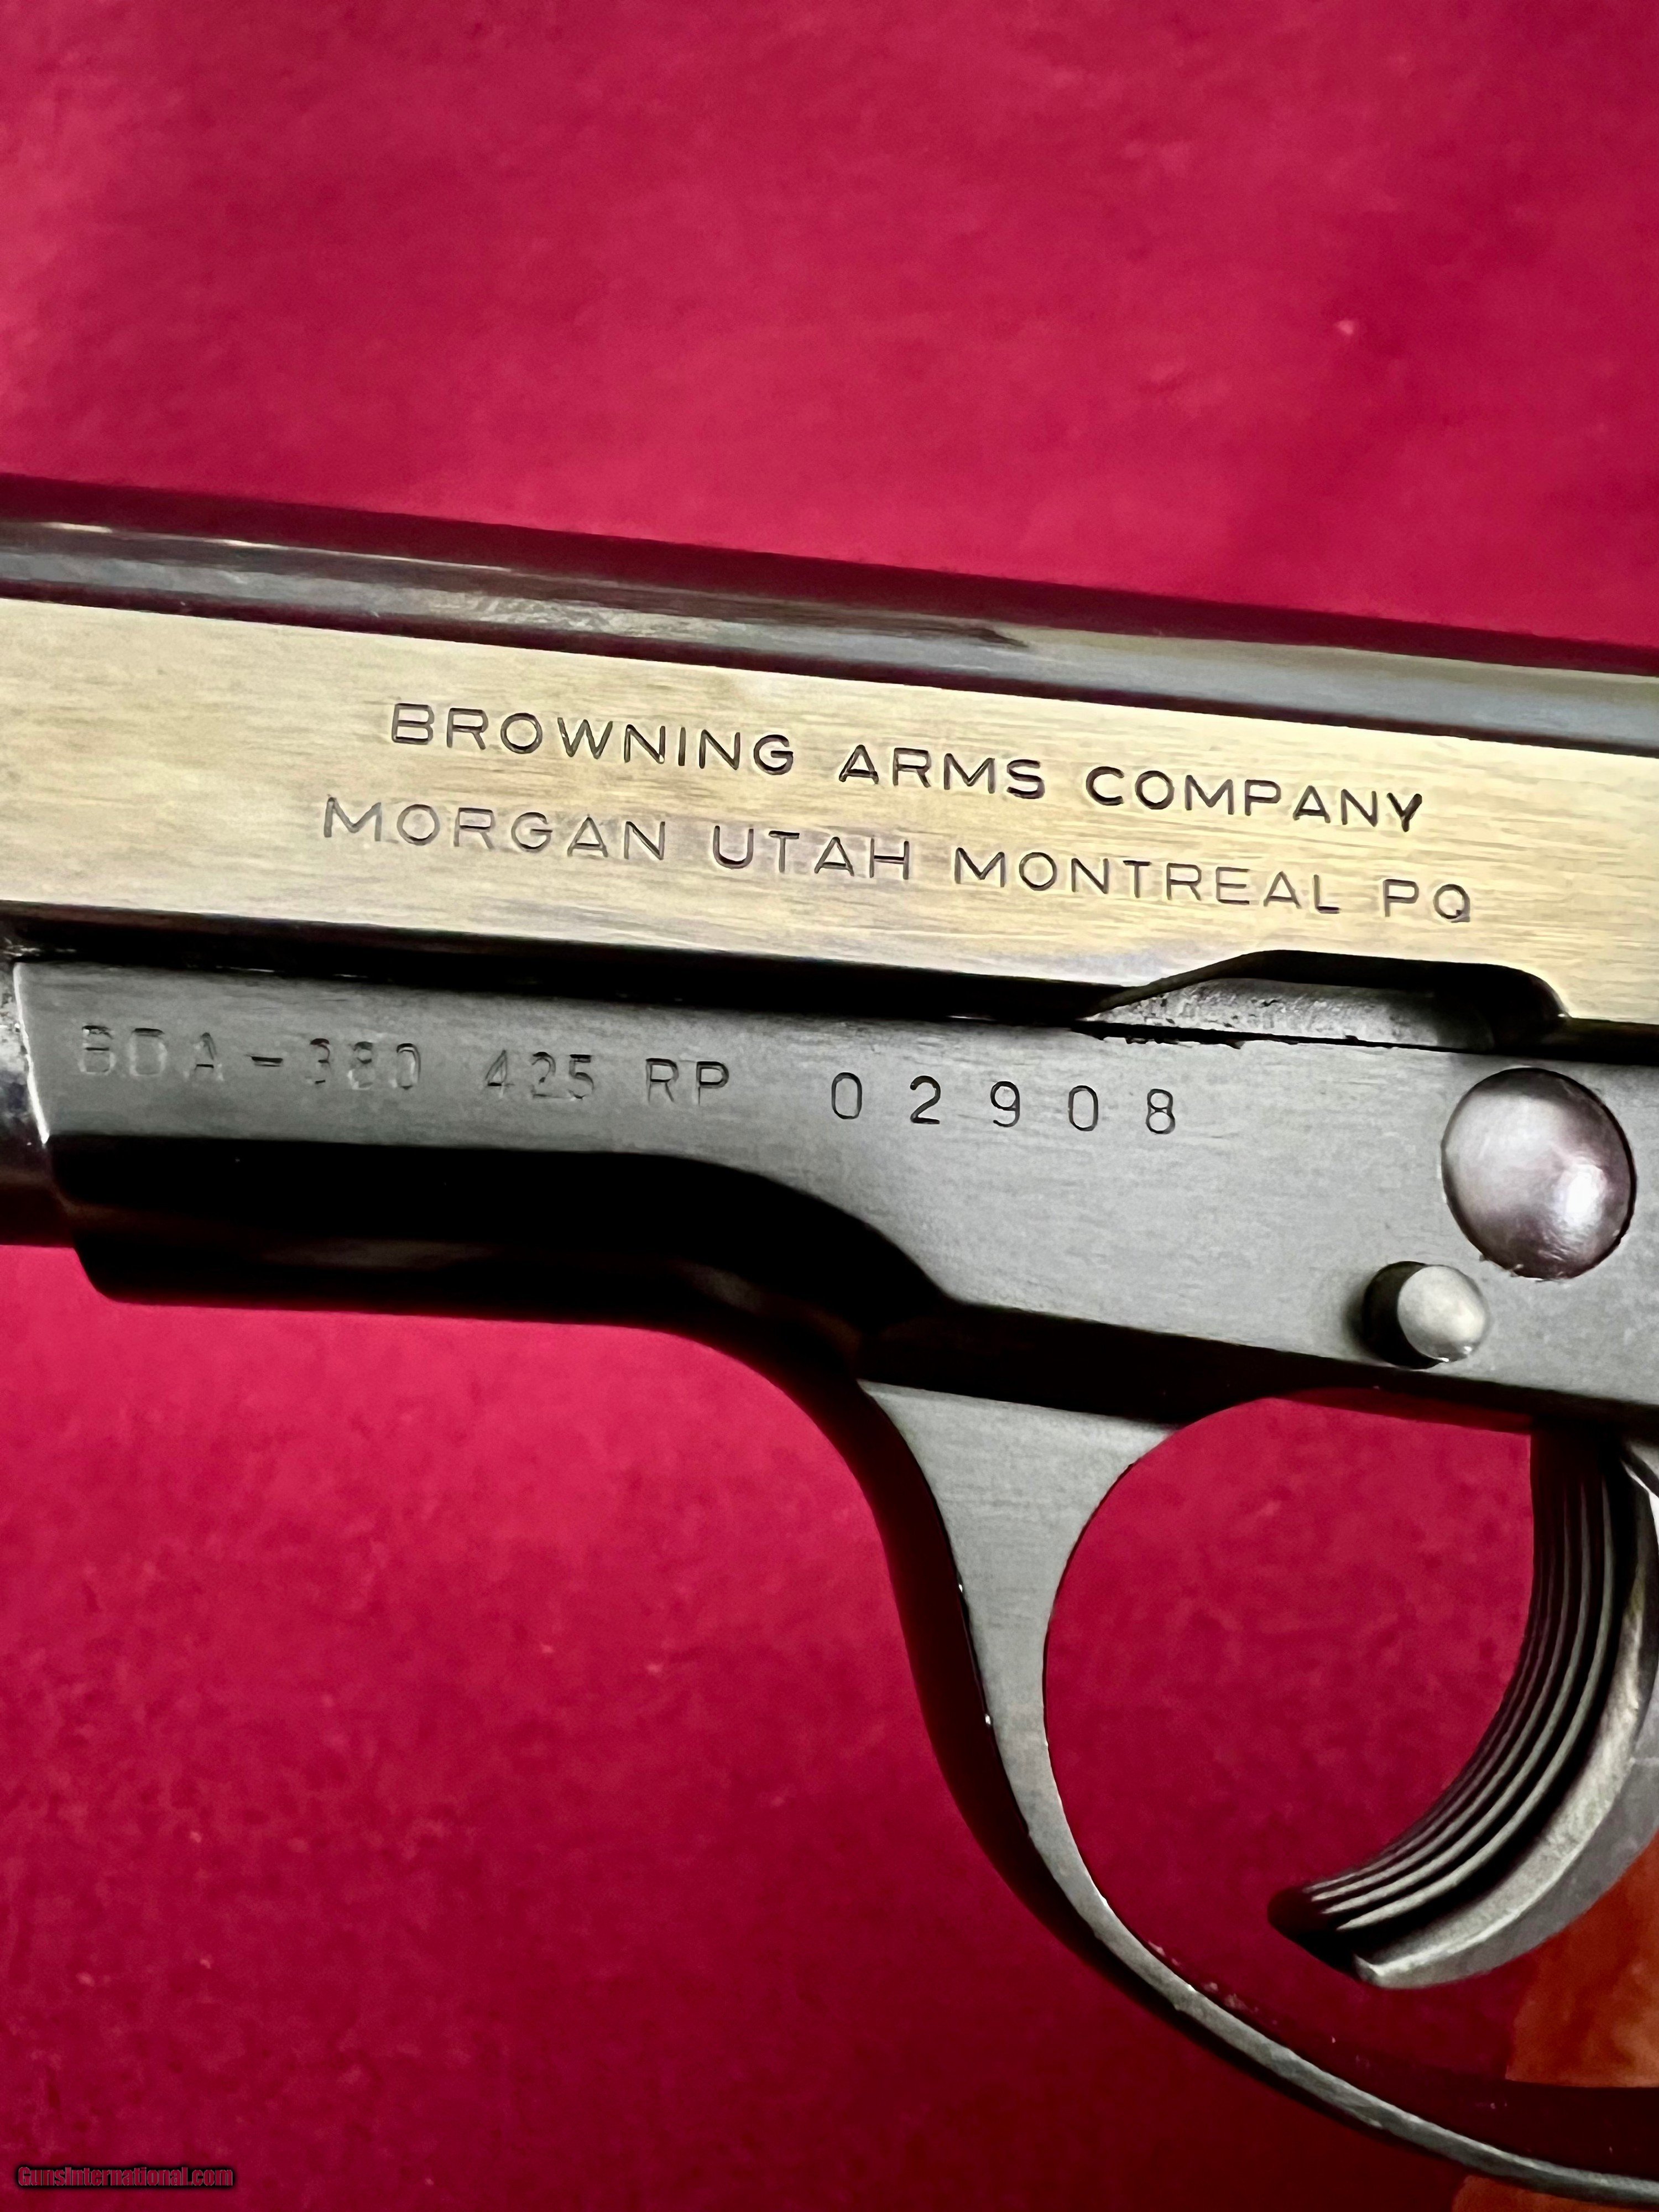 BROWNING ARMS COMPANY
MORGAN UTAH MONTREAL PQ
BDA-380 425 RP 02908
GunsInternational.com